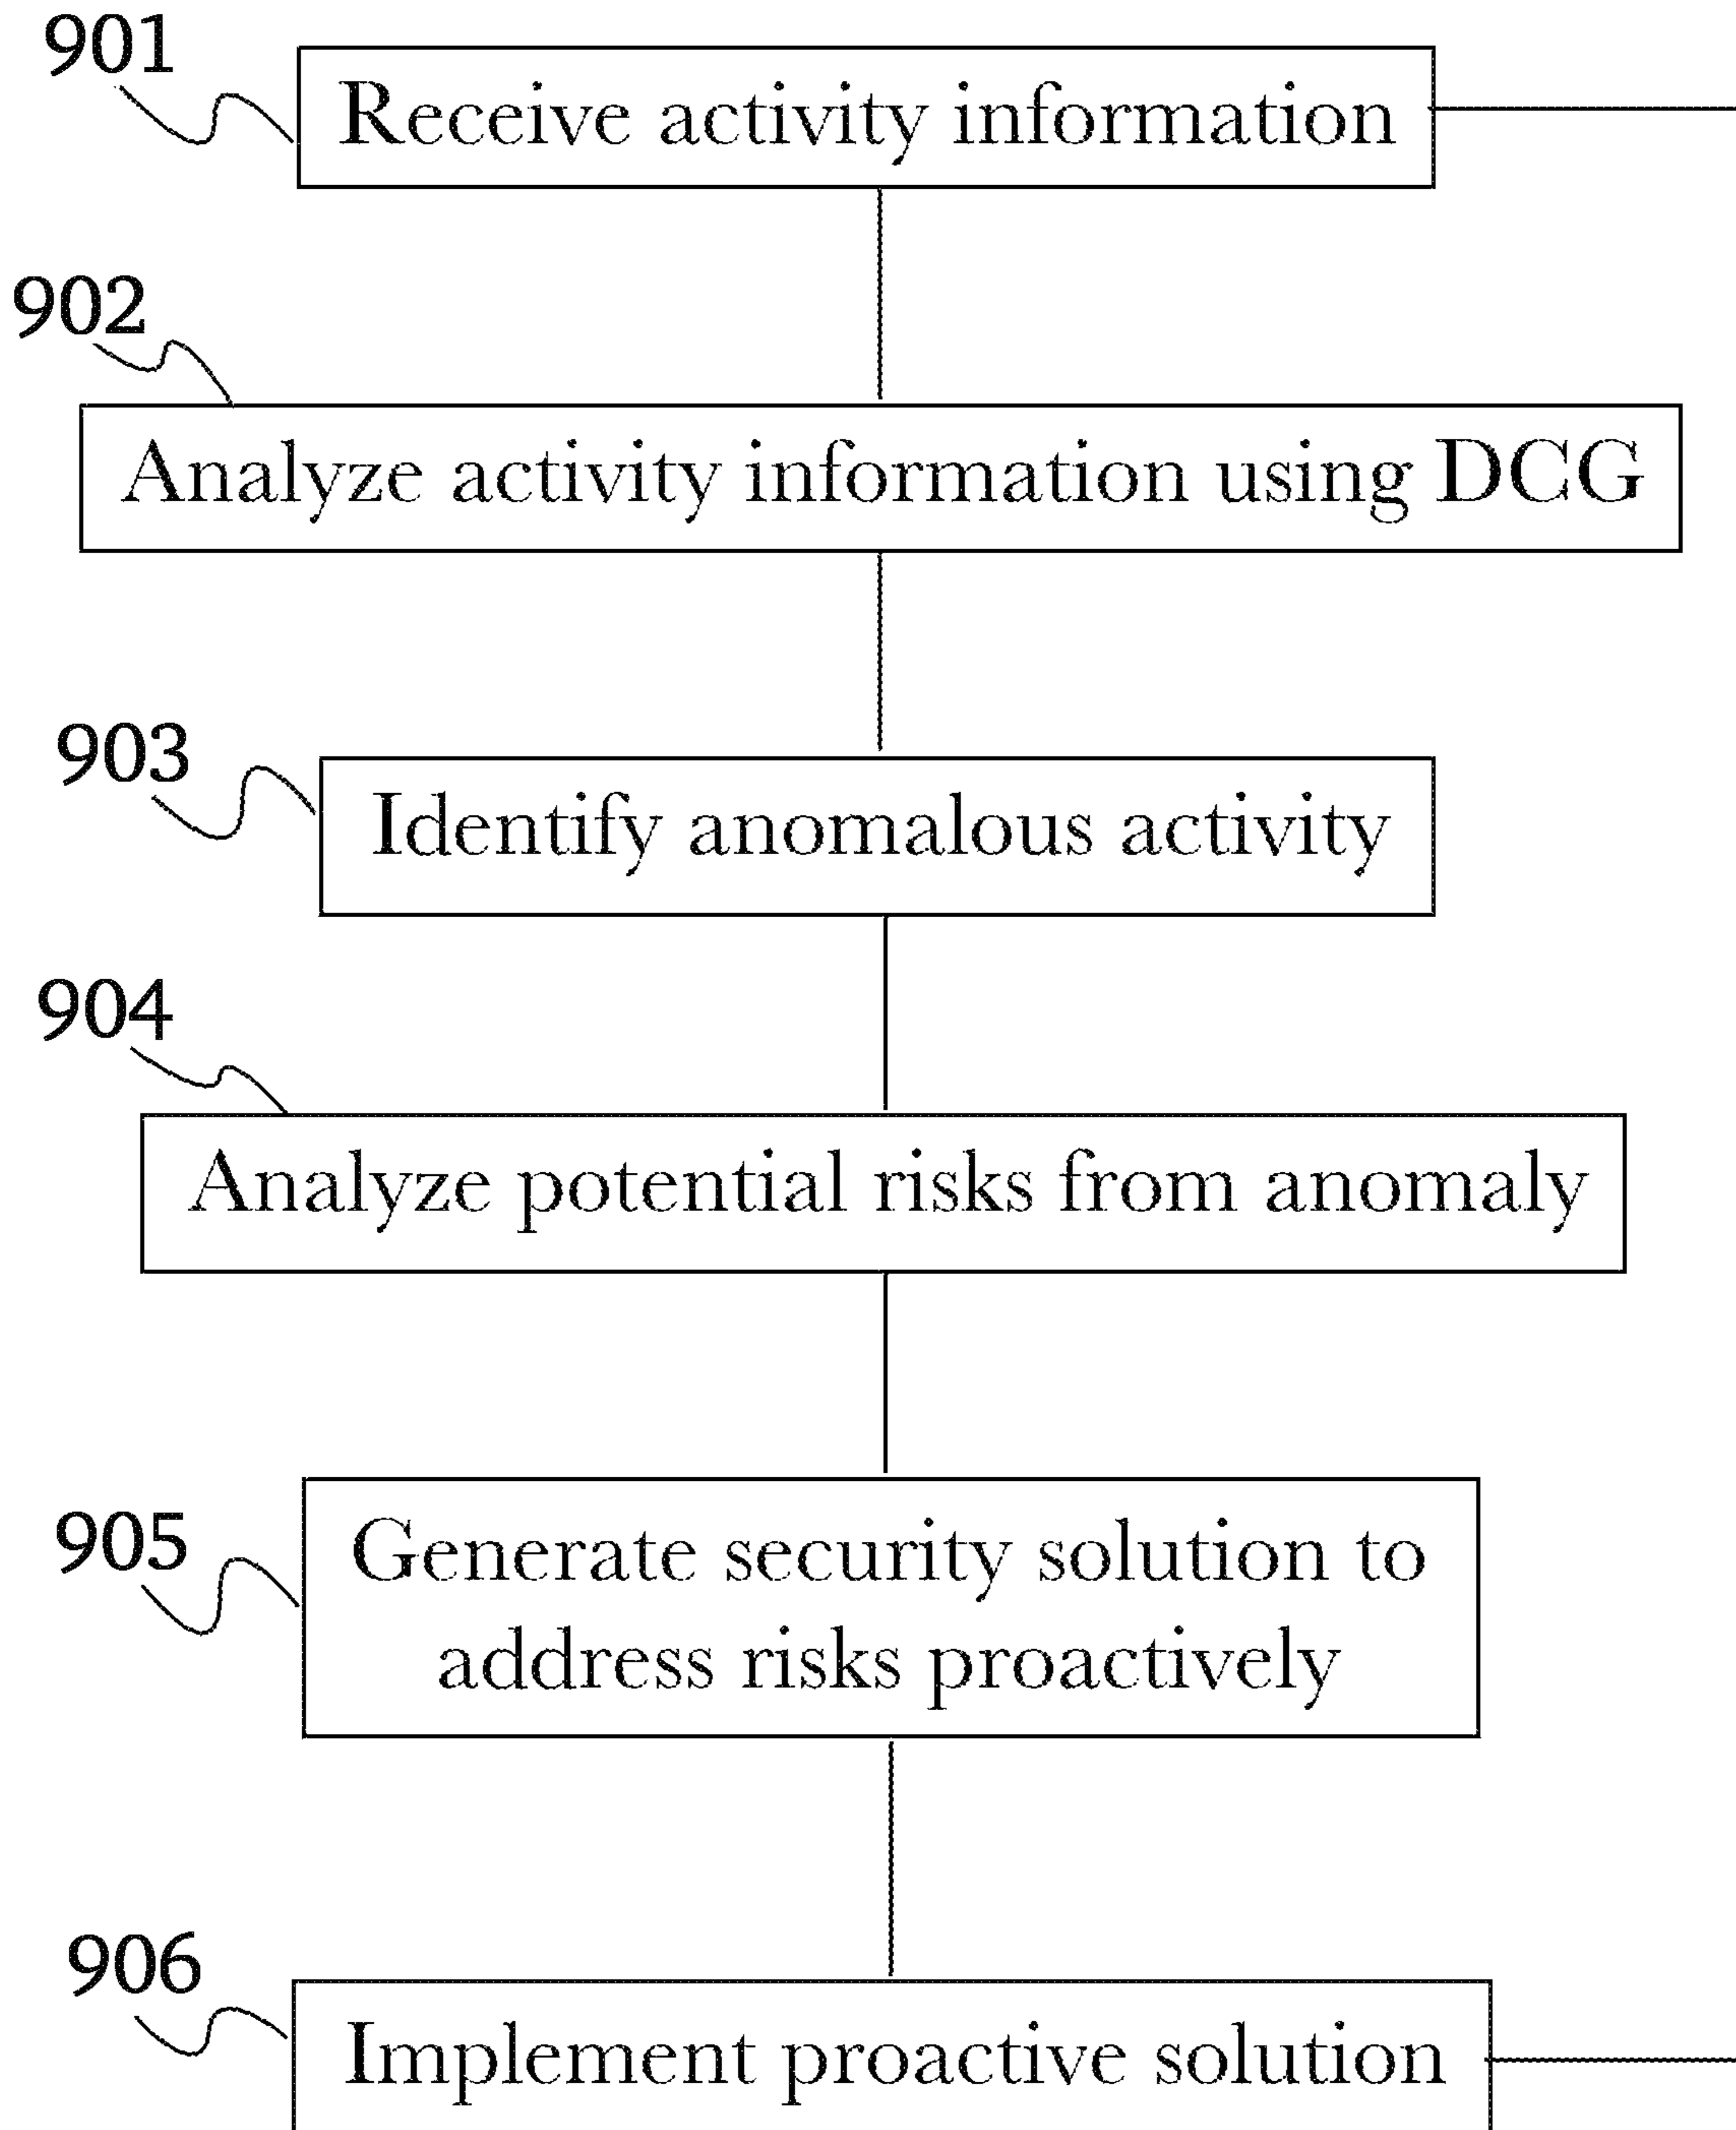 901
Receive activity information
902
Analyze activity information using DCG
903
Identify anomalous activity
904
Analyze potential risks from anomaly
905
Generate security solution to
address risks proactively
906
Implement proactive solution